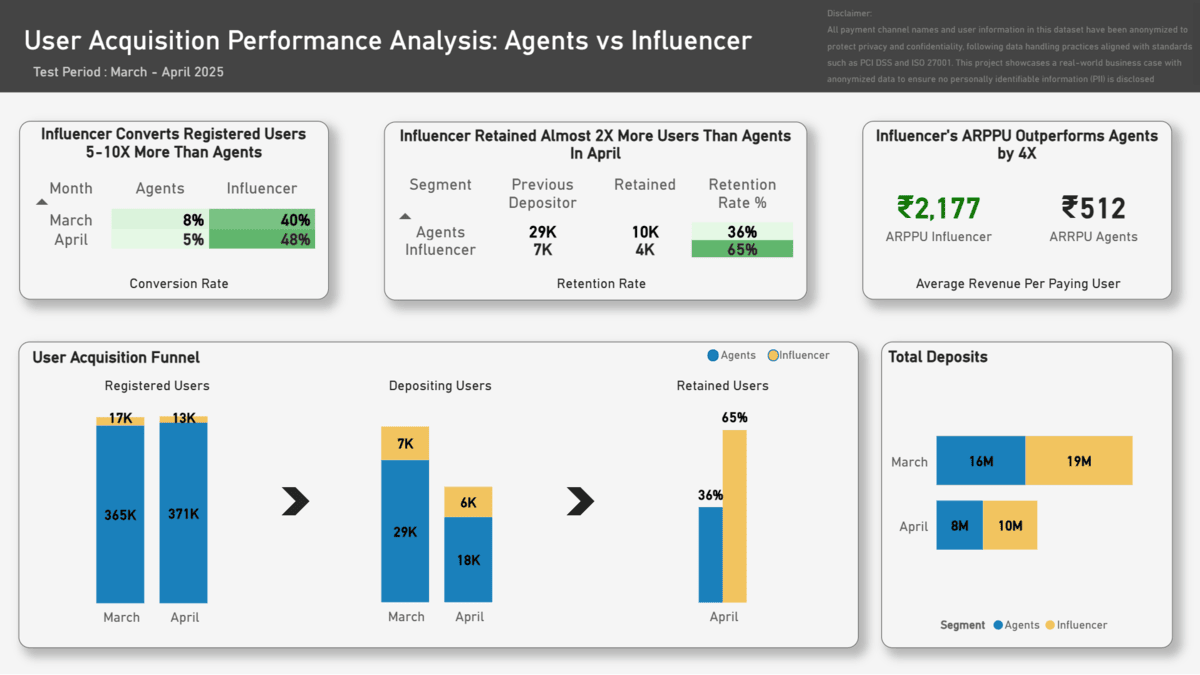 User Acquisition Performance Analysis: Agents vs Influencer
Test Period : March - April 2025
Disclaimer:
All payment channel names and user information in this dataset have been anonymized to
protect privacy and confidentiality, following data handling practices aligned with standards
such as PCI DSS and ISO 27001. This project showcases a real-world business case with
anonymized data to ensure no personally identifiable information (PII) is disclosed
Influencer Converts Registered Users
5-10X More Than Agents
Month Agents Influencer
March 8% 40%
April 5% 48%
Conversion Rate
Influencer Retained Almost 2X More Users Than Agents
In April
Segment Previous Retained Retention
Depositor Rate %
Agents 29K 10K 36%
Influencer 7K 4K 65%
Retention Rate
Influencer's ARPPU Outperforms Agents
by 4X
₹2,177 ₹512
ARPPU Influencer ARRPU Agents
Average Revenue Per Paying User
User Acquisition Funnel
Agents Influencer
Registered Users
17K 13K
365K 371K
March April
Depositing Users
7K
6K
29K
18K
March April
Retained Users
65%
36%
April
Total Deposits
March 16M 19M
April 8M 10M
Segment Agents Influencer